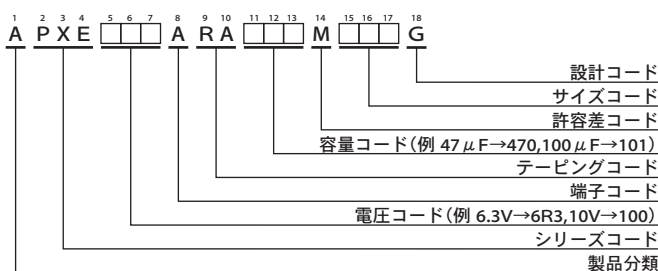 1 2 3 4 5 6 7 8 9 10 11 12 13 14 15 16 17 18
A PXE □□□ A RA □□□ M □□□ G
設計コード
サイズコード
許容差コード
容量コード(例 47μF→470,100μF→101)
テーピングコード
端子コード
電圧コード(例 6.3V→6R3,10V→100)
シリーズコード
製品分類